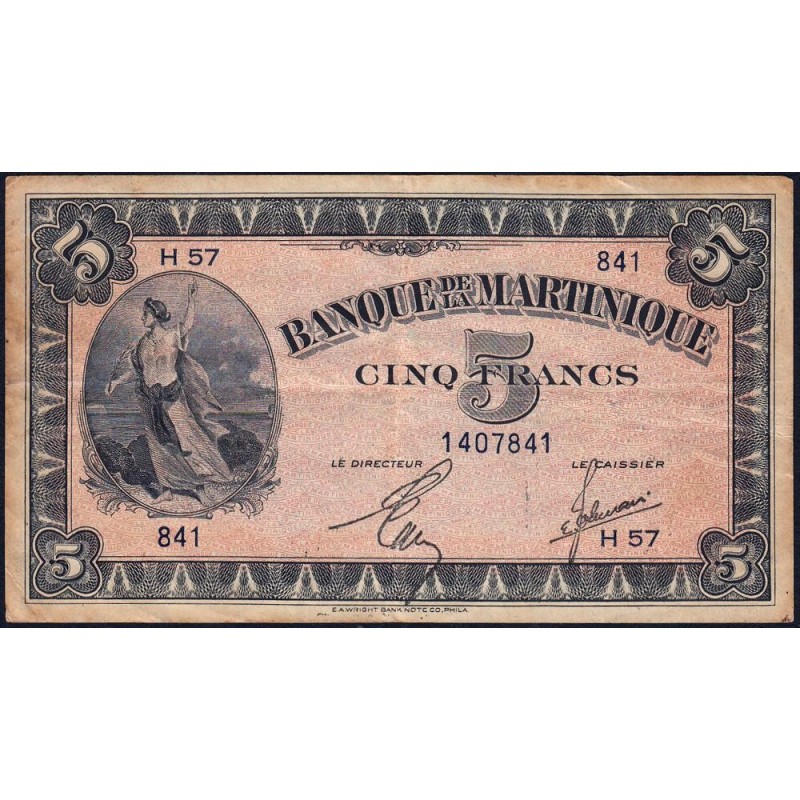 5 5
H 57 841
BANQUE DE LA MARTINIQUE
5
CINQ FRANCS
1407841
LE DIRECTEUR LE CAISSIER
841 H 57
5 5
E.A.WRIGHT BANK NOTE CO., PHILA.